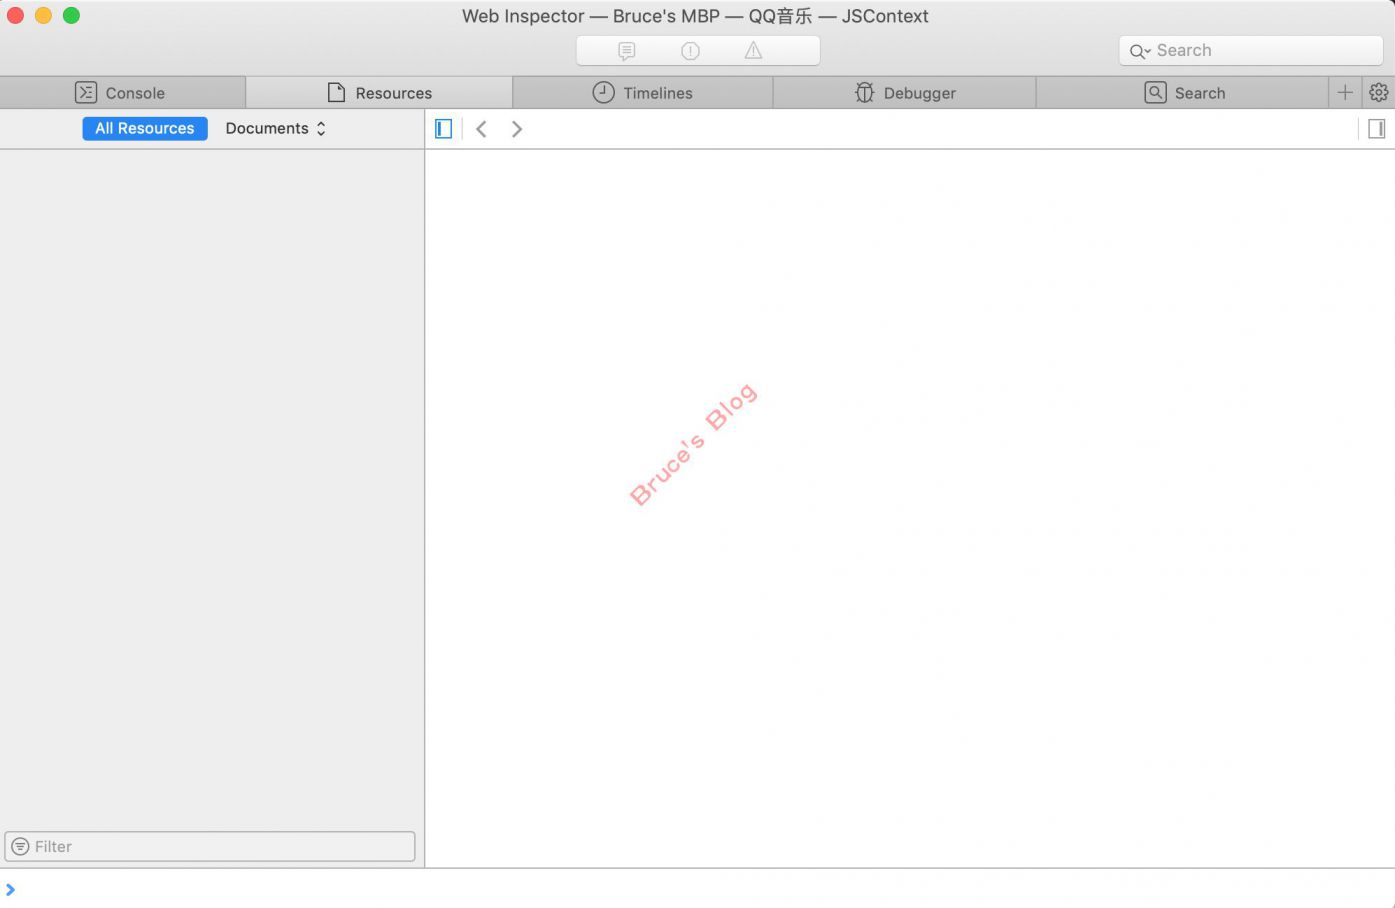 Web Inspector — Bruce's MBP — QQ音乐 — JSContext
Search
Console
Resources
Timelines
Debugger
Search
All Resources
Documents
Bruce's Blog
Filter